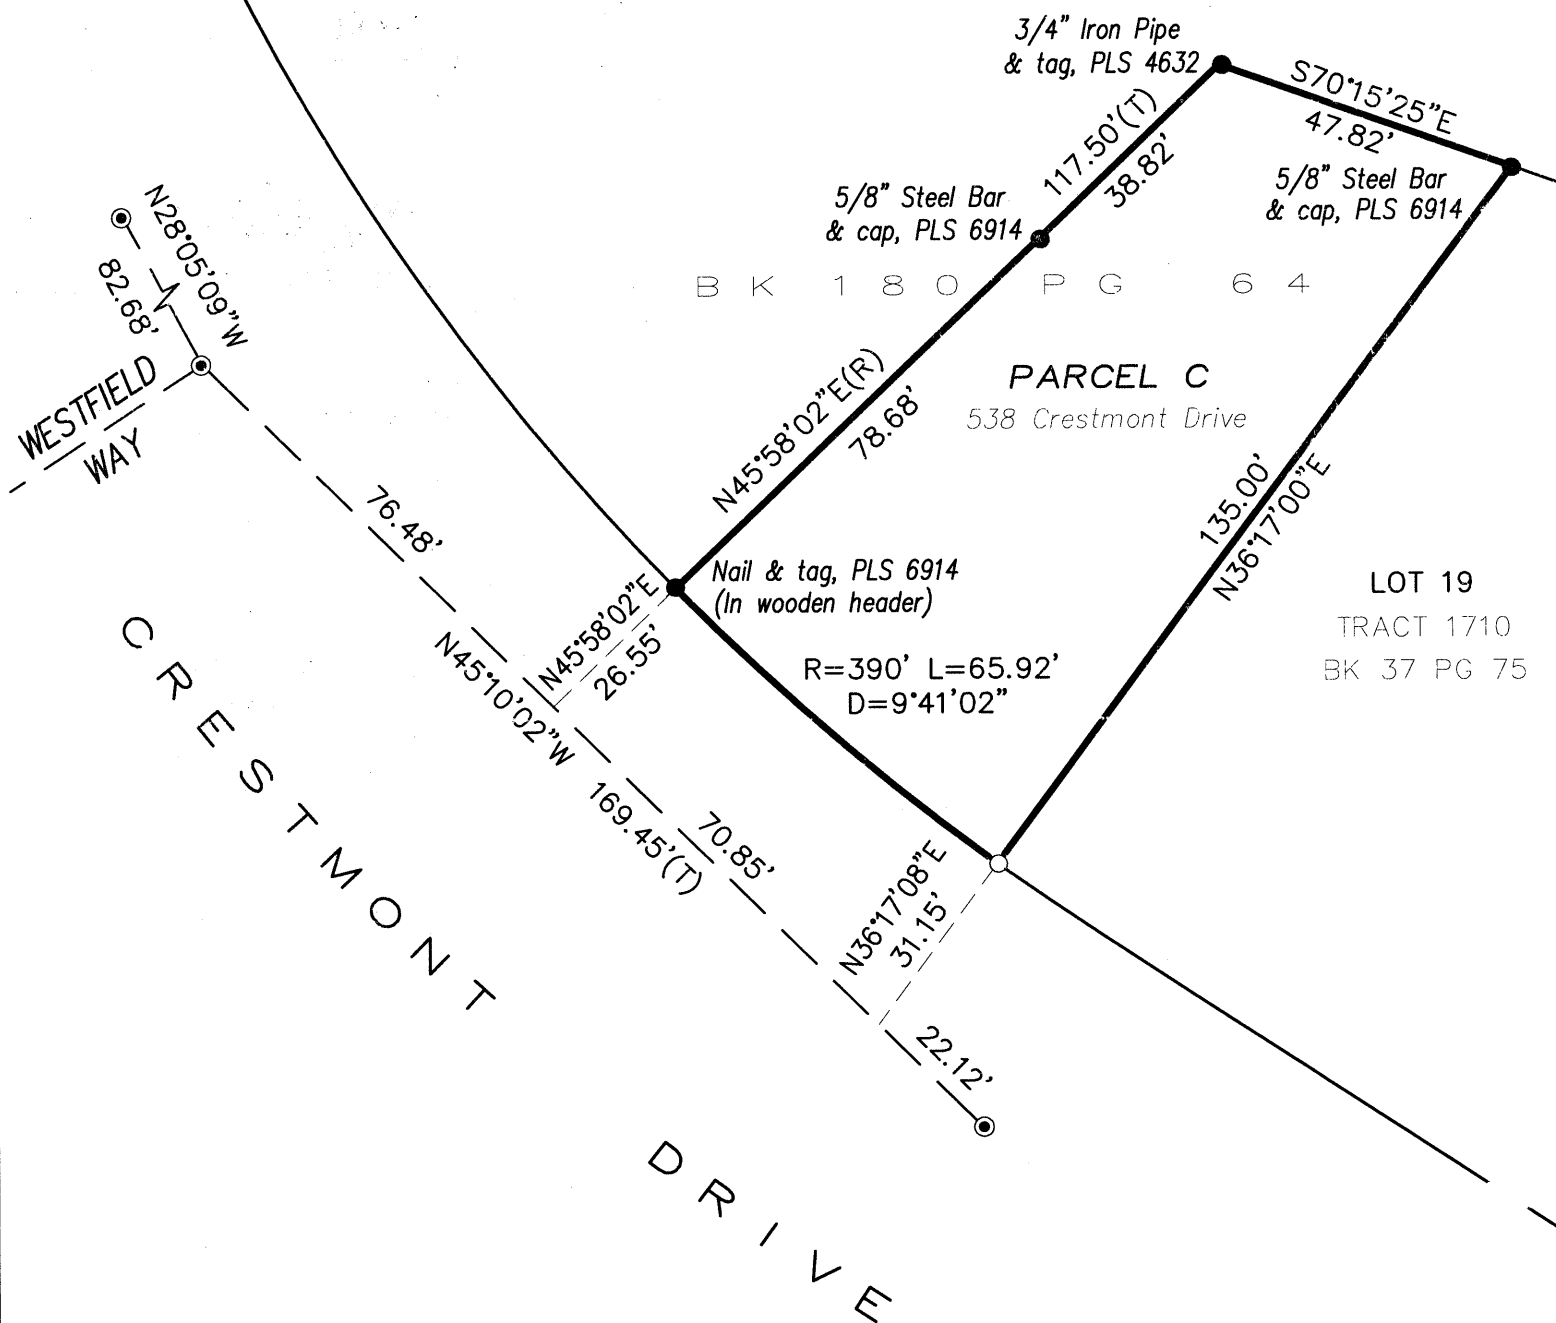 3/4" Iron Pipe
& tag, PLS 4632
S70°15'25"E
47.82'
117.50'(T)
38.82'
5/8" Steel Bar
& cap, PLS 6914
5/8" Steel Bar
& cap, PLS 6914
N28°05'09"W
82.68'
BK 180 PG 64
WESTFIELD
WAY
N45°58'02"E(R)
78.68'
PARCEL C
538 Crestmont Drive
135.00'
N36°17'00"E
76.48'
Nail & tag, PLS 6914
(In wooden header)
N45°58'02"E
26.55'
LOT 19
TRACT 1710
BK 37 PG 75
R=390' L=65.92'
D=9°41'02"
N45°10'02"W 169.45'(T)
70.85'
N36°17'08"E
31.15'
22.12'
CRESTMONT DRIVE